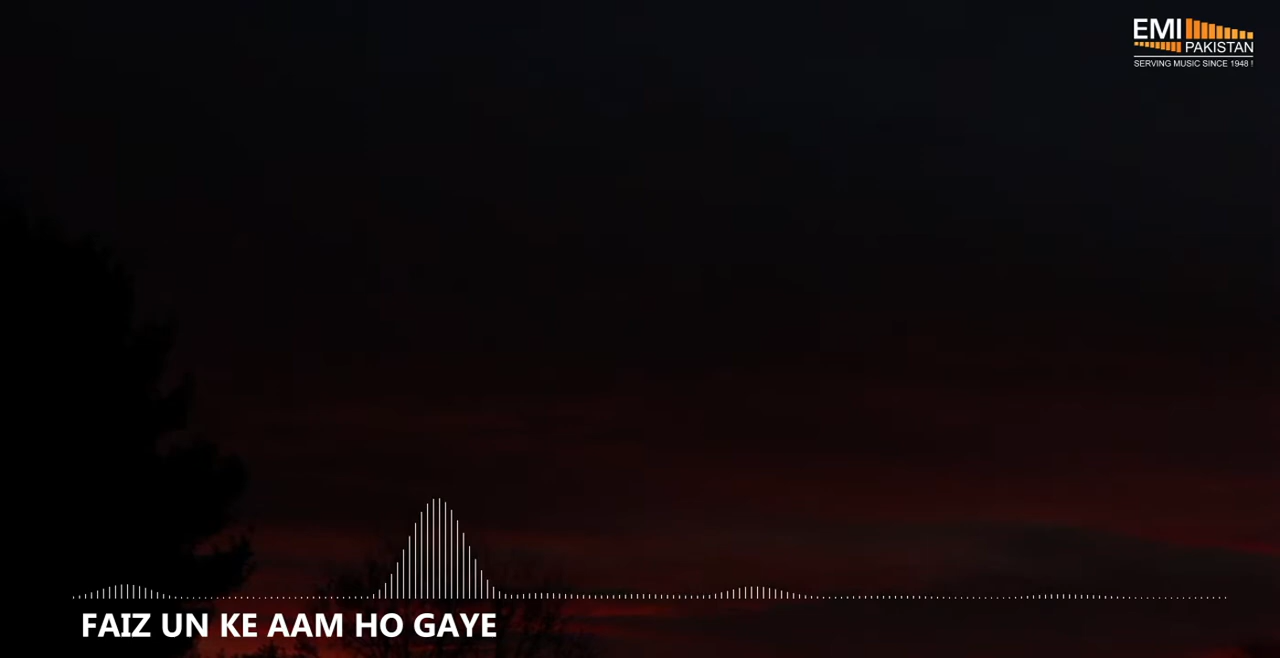 EMI
PAKISTAN
SERVING MUSIC SINCE 1948 !
FAIZ UN KE AAM HO GAYE